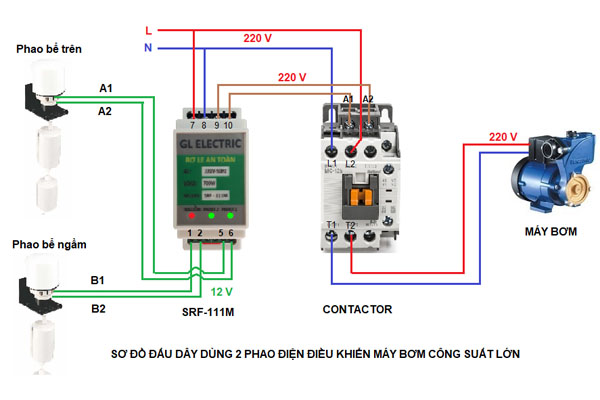 L
N
220 V
Phao bể trên
A1
A2
220 V
7 8 9 10
A1 A2
GL ELECTRIC
RƠ LE AN TOÀN
L1 L2
220 V
MÁY BƠM
Phao bể ngầm
1 2 5 6
T1 T2
B1
12 V
B2
SRF-111M
CONTACTOR
SƠ ĐỒ ĐẤU DÂY DÙNG 2 PHAO ĐIỆN ĐIỀU KHIỂN MÁY BƠM CÔNG SUẤT LỚN